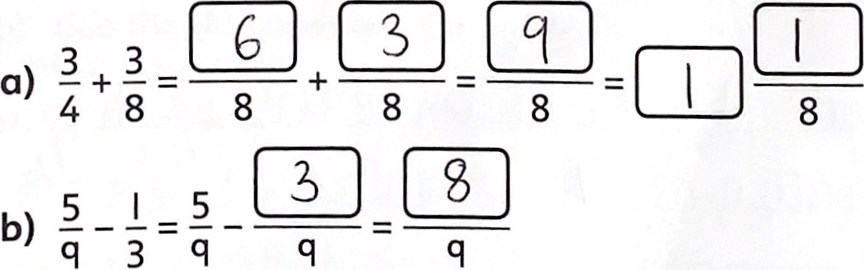 a) 3/4 + 3/8 = 6/8 + 3/8 = 9/8 = 1 1/8
b) 5/9 - 1/3 = 5/9 - 3/9 = 8/9